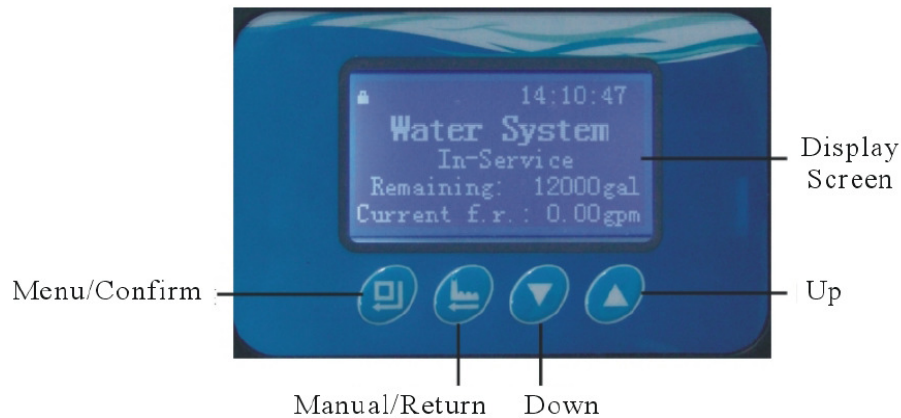 14:10:47
Water System
In-Service
Remaining: 12000gal
Current f.r.: 0.00gpm
Display
Screen
Menu/Confirm
Up
Manual/Return
Down